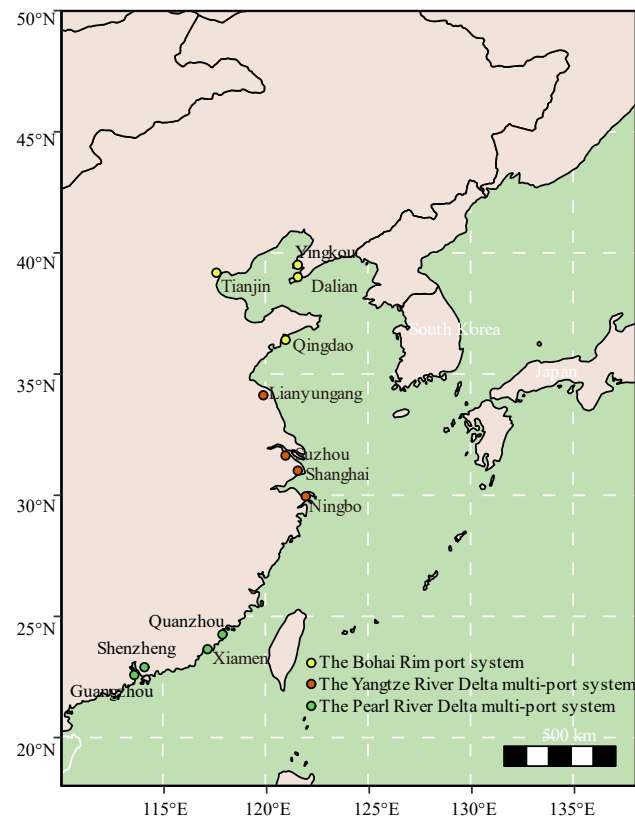 50°N
45°N
40°N
35°N
30°N
25°N
20°N
Yingkou
Tianjin
Dalian
Qingdao
South Korea
Japan
Lianyungang
Suzhou
Shanghai
Ningbo
Quanzhou
Shenzheng
Xiamen
Guangzhou
The Bohai Rim port system
The Yangtze River Delta multi-port system
The Pearl River Delta multi-port system
500 km
115°E
120°E
125°E
130°E
135°E